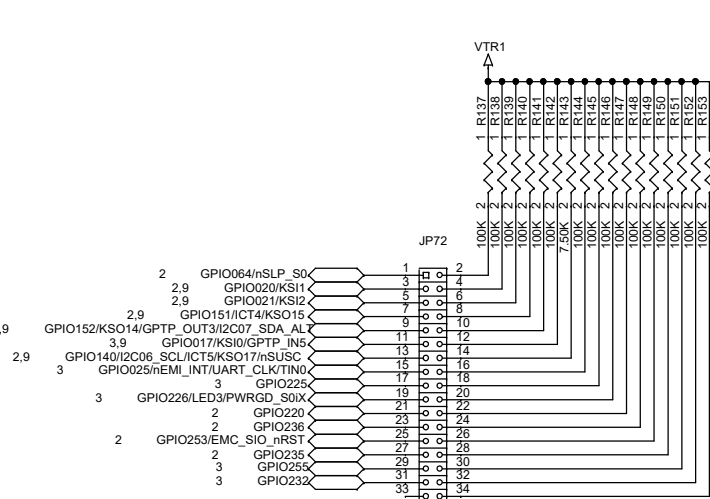 VTR1
1 R137
1 R138
1 R139
1 R140
1 R141
1 R142
1 R143
1 R144
1 R145
1 R146
1 R147
1 R148
1 R149
1 R150
1 R151
1 R152
1 R153
100K 2
100K 2
100K 2
100K 2
100K 2
100K 2
7.50K 2
100K 2
100K 2
100K 2
100K 2
100K 2
100K 2
100K 2
100K 2
100K 2
100K 2
JP72
2 GPIO064/nSLP_S0 1 2
2,9 GPIO020/KSI1 3 4
2,9 GPIO021/KSI2 5 6
2,9 GPIO151/ICT4/KSO15 7 8
,9 GPIO152/KSO14/GPTP_OUT3/I2C07_SDA_ALT 9 10
3,9 GPIO017/KSI0/GPTP_IN5 11 12
2,9 GPIO140/I2C06_SCL/ICT5/KSO17/nSUSC 13 14
3 GPIO025/nEMI_INT/UART_CLK/TIN0 15 16
3 GPIO225 17 18
3 GPIO226/LED3/PWRGD_S0iX 19 20
2 GPIO220 21 22
2 GPIO236 23 24
2 GPIO253/EMC_SIO_nRST 25 26
2 GPIO235 27 28
3 GPIO255 29 30
3 GPIO232 31 32
33 34